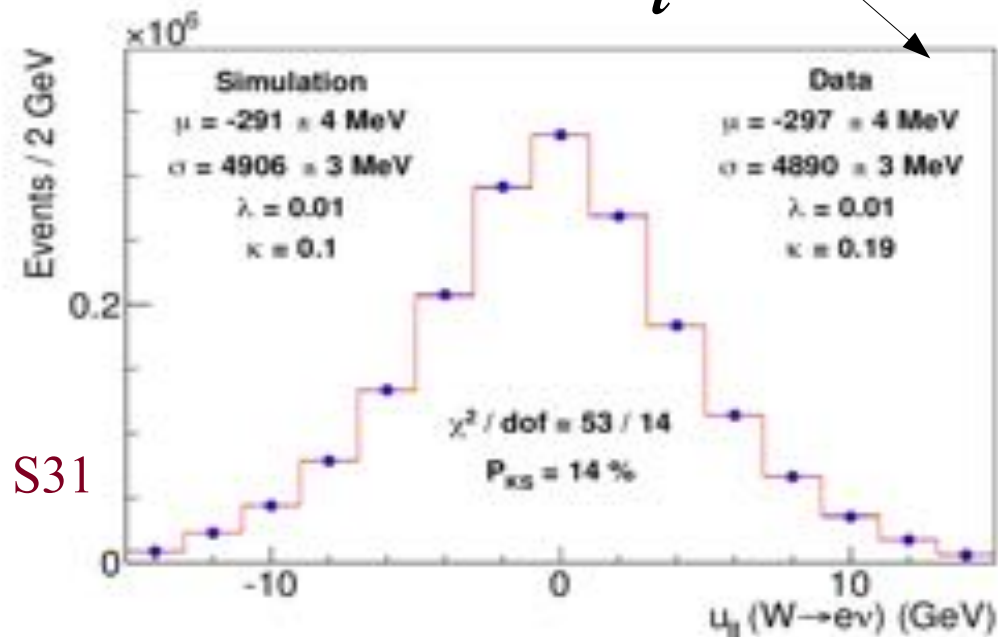 ι
×10⁶
Events / 2 GeV
Simulation
μ = -291 ± 4 MeV
σ = 4906 ± 3 MeV
λ = 0.01
κ = 0.1
Data
μ = -297 ± 4 MeV
σ = 4890 ± 3 MeV
λ = 0.01
κ = 0.19
0.2
χ² / dof = 53 / 14
P_KS = 14 %
S31
0
-10 0 10
u_|| (W→eν) (GeV)